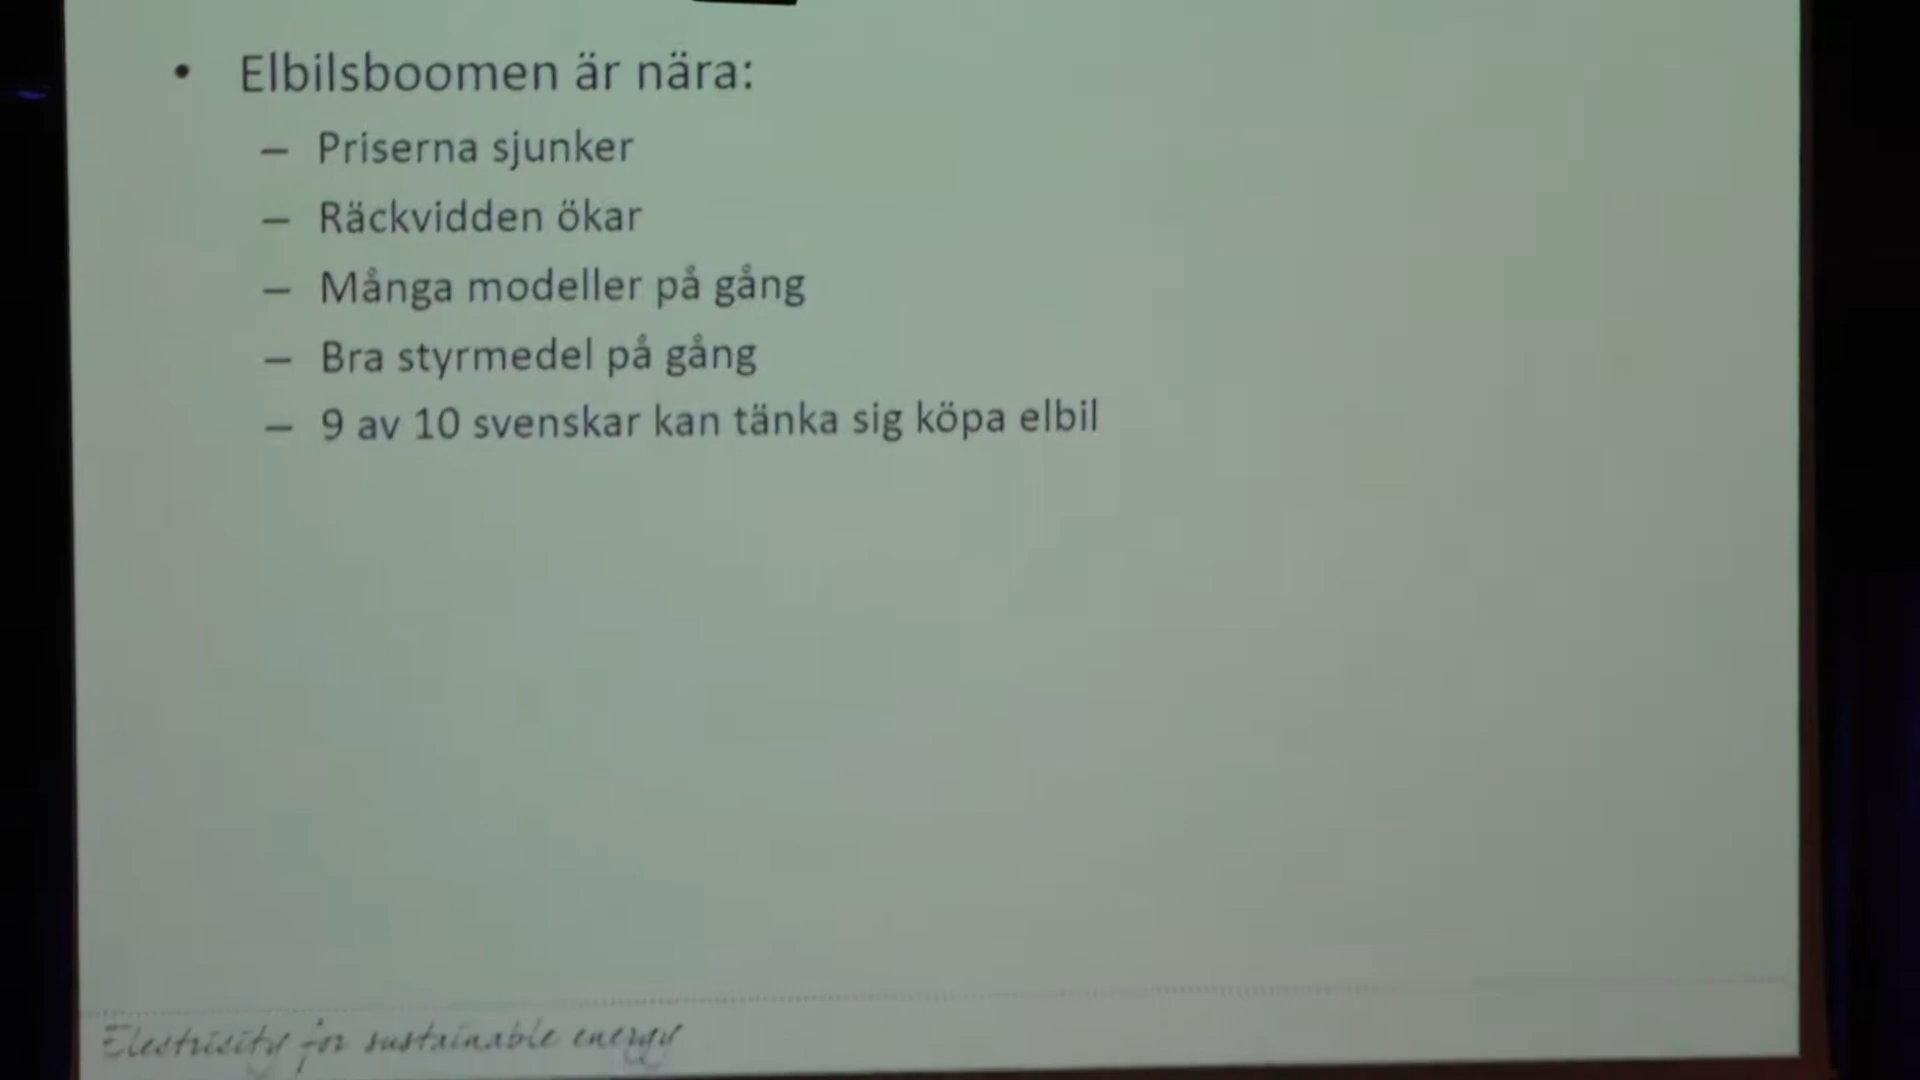 • Elbilsboomen är nära:
– Priserna sjunker
– Räckvidden ökar
– Många modeller på gång
– Bra styrmedel på gång
– 9 av 10 svenskar kan tänka sig köpa elbil
Electricity for sustainable energy